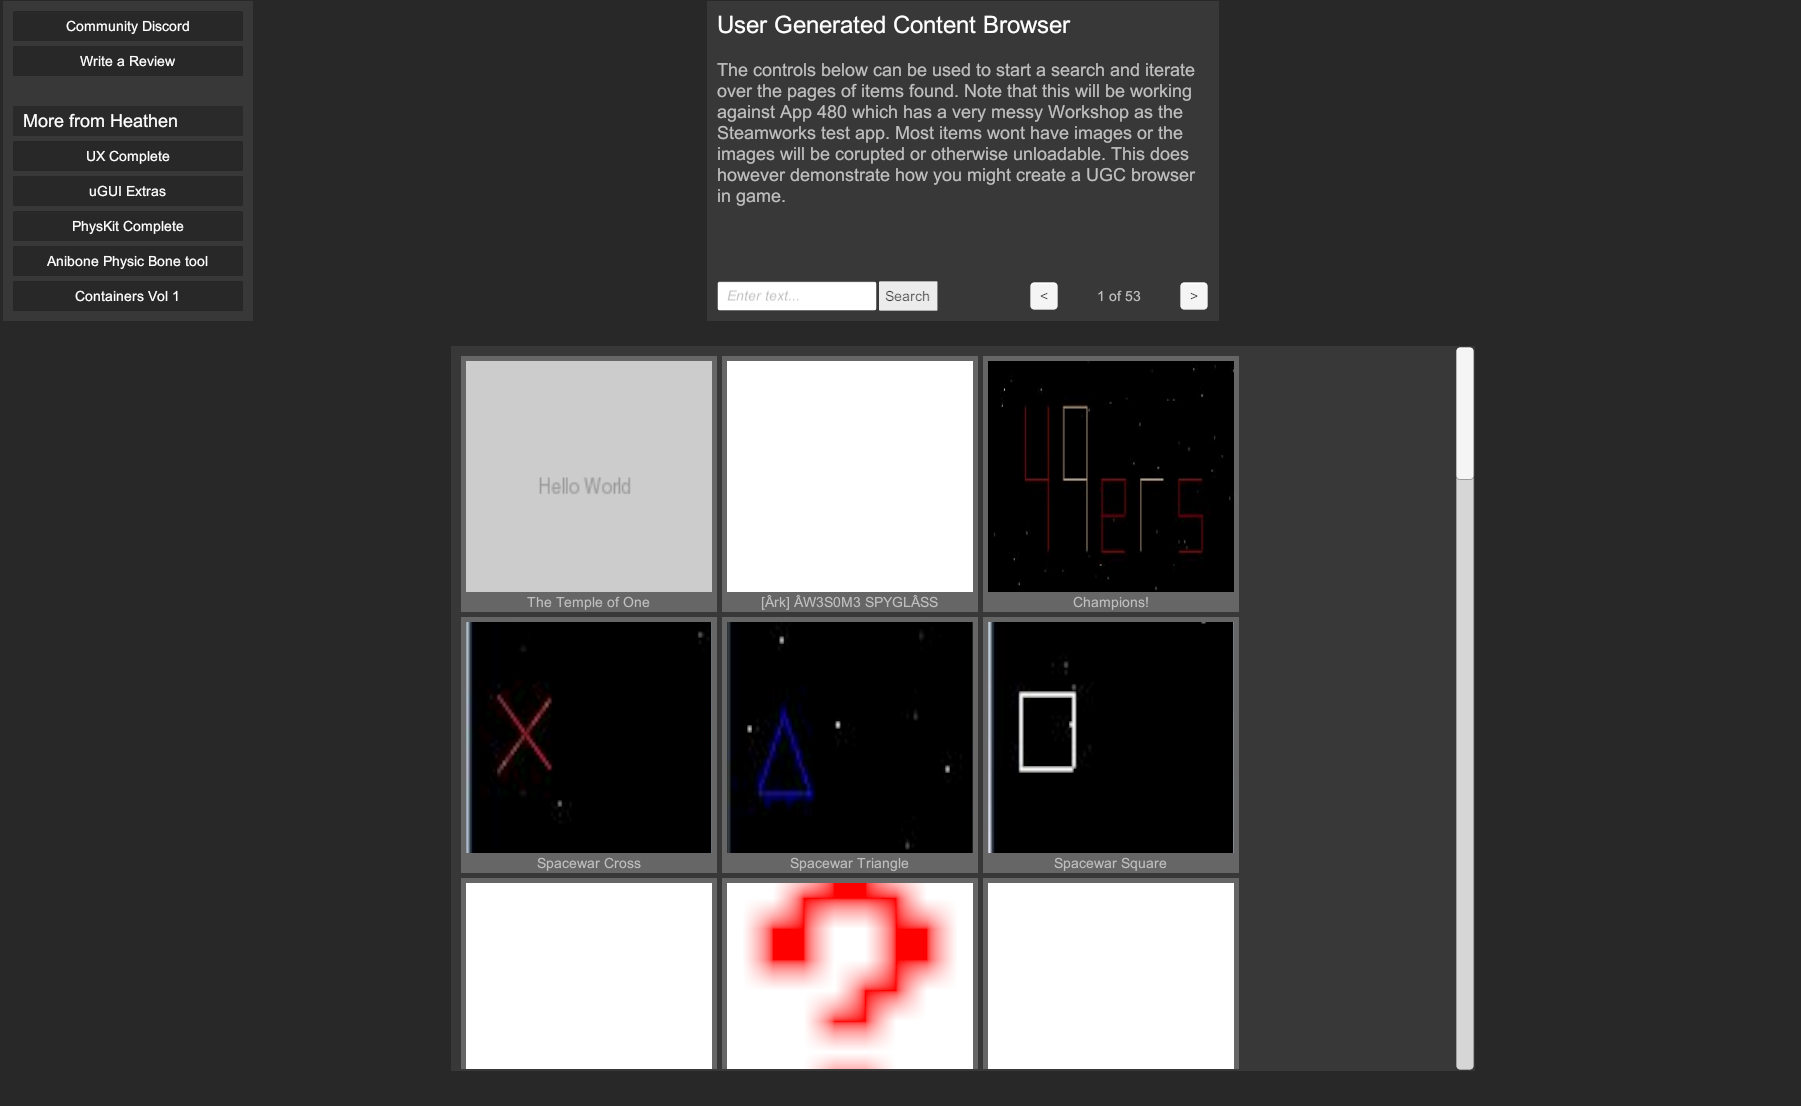 Community Discord
Write a Review
More from Heathen
UX Complete
uGUI Extras
PhysKit Complete
Anibone Physic Bone tool
Containers Vol 1
User Generated Content Browser
The controls below can be used to start a search and iterate
over the pages of items found. Note that this will be working
against App 480 which has a very messy Workshop as the
Steamworks test app. Most items wont have images or the
images will be corupted or otherwise unloadable. This does
however demonstrate how you might create a UGC browser
in game.
Enter text...
Search
<
1 of 53
>
Hello World
49ers
The Temple of One
[Årk] ÅW3S0M3 SPYGLÅSS
Champions!
Spacewar Cross
Spacewar Triangle
Spacewar Square
?